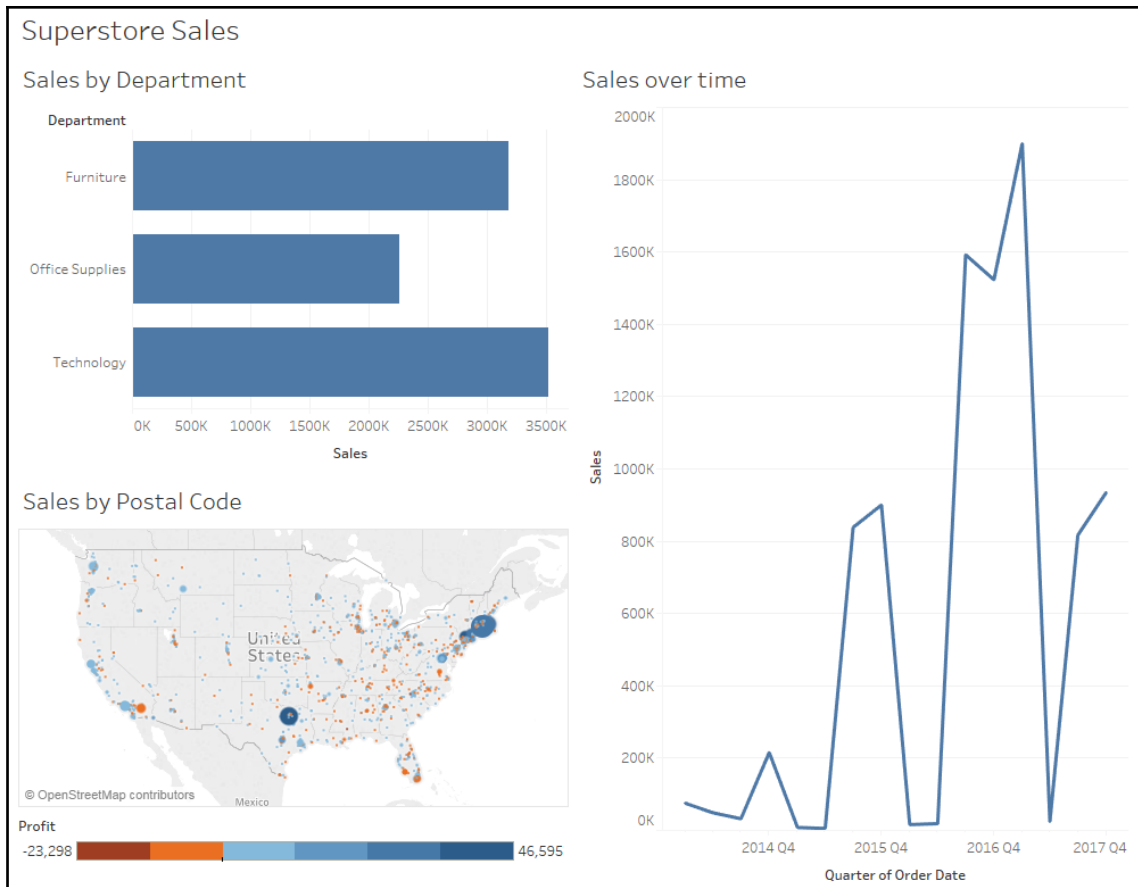 Superstore Sales
Sales by Department
Department
Furniture
Office Supplies
Technology
0K 500K 1000K 1500K 2000K 2500K 3000K 3500K
Sales
Sales by Postal Code
United
States
Mexico
© OpenStreetMap contributors
Profit
-23,298 46,595
Sales over time
2000K
1800K
1600K
1400K
1200K
1000K
800K
600K
400K
200K
0K
Sales
2014 Q4 2015 Q4 2016 Q4 2017 Q4
Quarter of Order Date